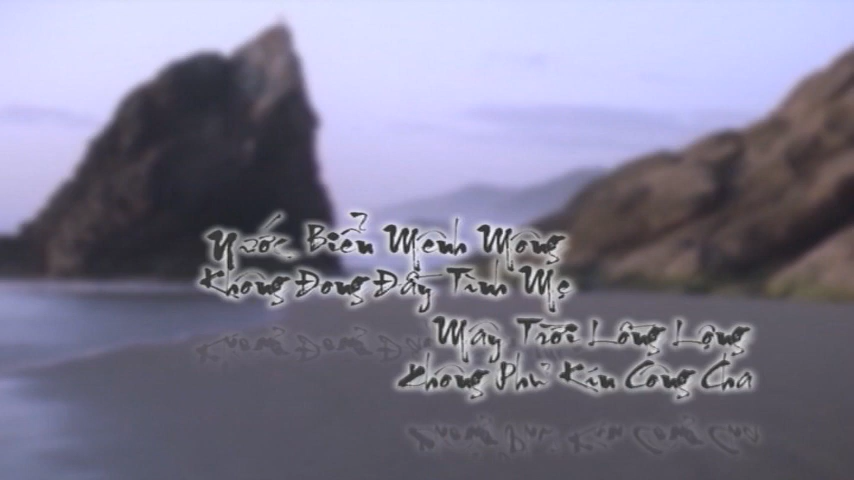 Nước Biển Mênh Mông
Không Đong Đầy Tình Mẹ
Mây Trời Lồng Lộng
Không Phủ Kín Công Cha